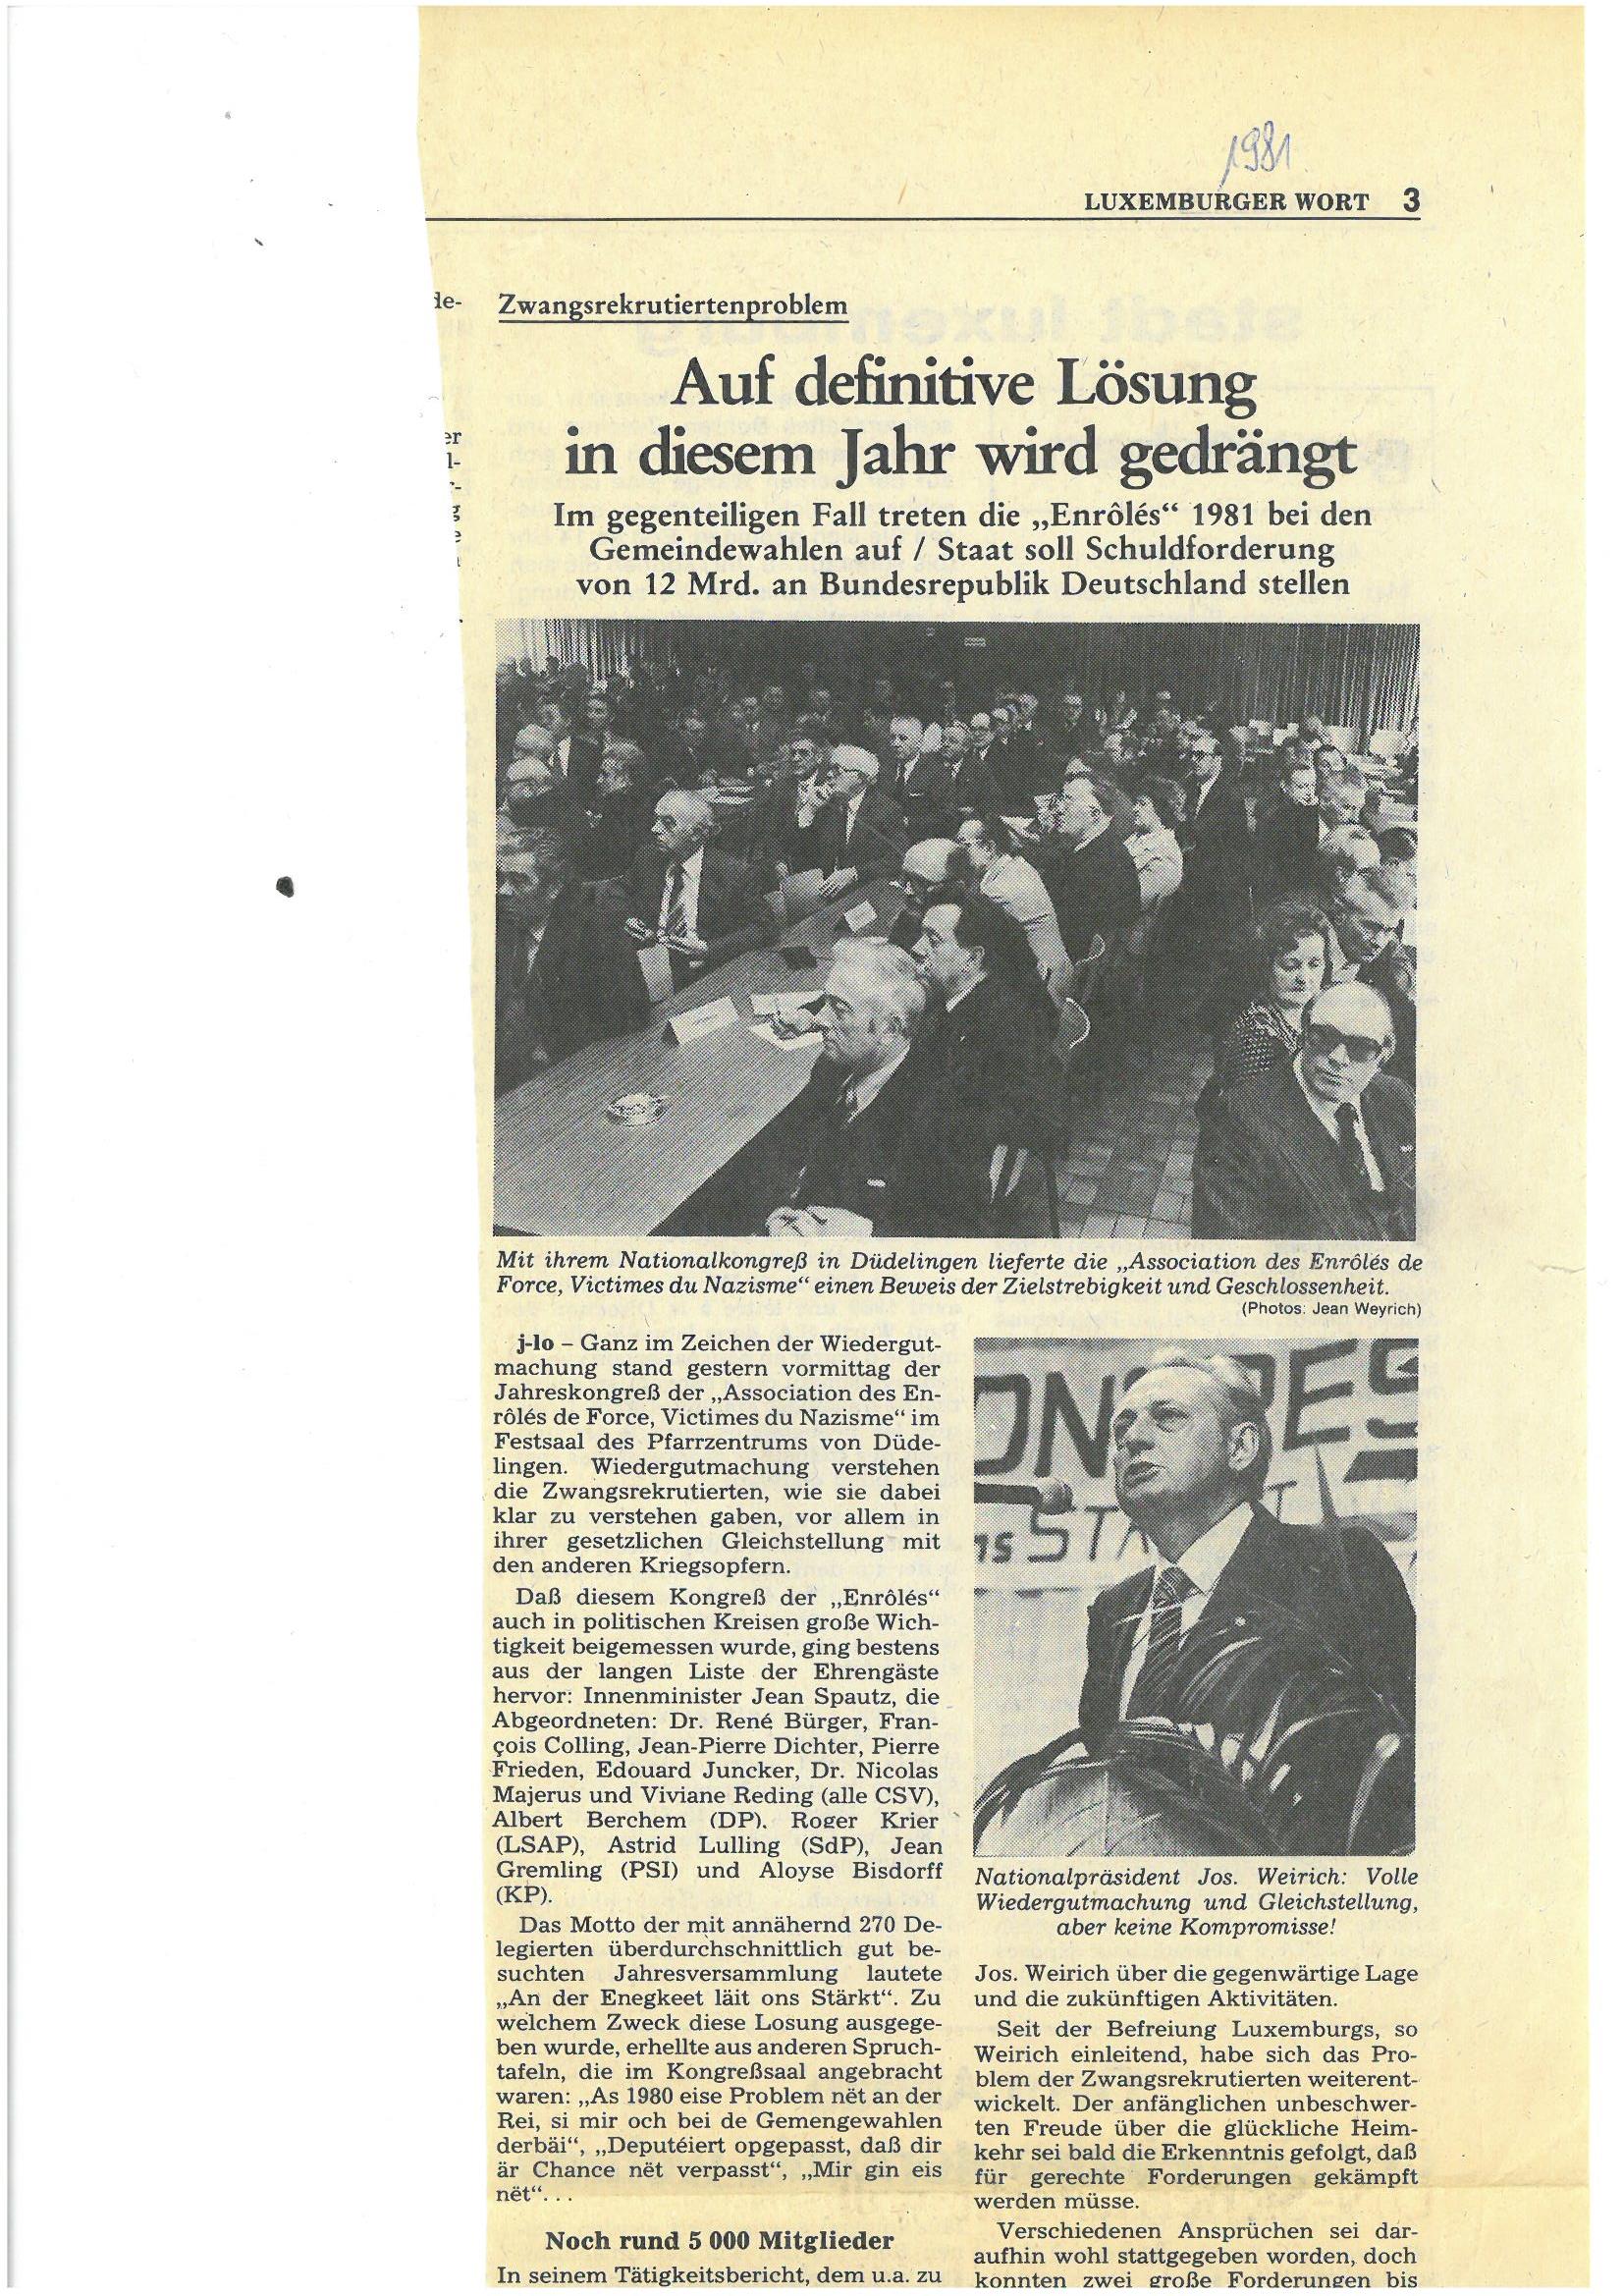 1981
LUXEMBURGER WORT 3
de-
er
l-
r-
g
e
Zwangsrekrutiertenproblem
Auf definitive Lösung
in diesem Jahr wird gedrängt
Im gegenteiligen Fall treten die „Enrôlés“ 1981 bei den
Gemeindewahlen auf / Staat soll Schuldforderung
von 12 Mrd. an Bundesrepublik Deutschland stellen
Mit ihrem Nationalkongreß in Düdelingen lieferte die „Association des Enrôlés de
Force, Victimes du Nazisme“ einen Beweis der Zielstrebigkeit und Geschlossenheit.
(Photos: Jean Weyrich)
j-lo – Ganz im Zeichen der Wiedergut-
machung stand gestern vormittag der
Jahreskongreß der „Association des En-
rôlés de Force, Victimes du Nazisme“ im
Festsaal des Pfarrzentrums von Düde-
lingen. Wiedergutmachung verstehen
die Zwangsrekrutierten, wie sie dabei
klar zu verstehen gaben, vor allem in
ihrer gesetzlichen Gleichstellung mit
den anderen Kriegsopfern.
Daß diesem Kongreß der „Enrôlés“
auch in politischen Kreisen große Wich-
tigkeit beigemessen wurde, ging bestens
aus der langen Liste der Ehrengäste
hervor: Innenminister Jean Spautz, die
Abgeordneten: Dr. René Bürger, Fran-
çois Colling, Jean-Pierre Dichter, Pierre
Frieden, Edouard Juncker, Dr. Nicolas
Majerus und Viviane Reding (alle CSV),
Albert Berchem (DP). Roger Krier
(LSAP), Astrid Lulling (SdP), Jean
Gremling (PSI) und Aloyse Bisdorff
(KP).
Das Motto der mit annähernd 270 De-
legierten überdurchschnittlich gut be-
suchten Jahresversammlung lautete
„An der Enegkeet läit ons Stärkt“. Zu
welchem Zweck diese Losung ausgege-
ben wurde, erhellte aus anderen Spruch-
tafeln, die im Kongreßsaal angebracht
waren: „As 1980 eise Problem nët an der
Rei, si mir och bei de Gemengewahlen
derbäi“, „Deputéiert opgepasst, daß dir
är Chance nët verpasst“, „Mir gin eis
nët“. . .
Noch rund 5 000 Mitglieder
In seinem Tätigkeitsbericht, dem u.a. zu
ONGRES
ns STA
Nationalpräsident Jos. Weirich: Volle
Wiedergutmachung und Gleichstellung,
aber keine Kompromisse!
Jos. Weirich über die gegenwärtige Lage
und die zukünftigen Aktivitäten.
Seit der Befreiung Luxemburgs, so
Weirich einleitend, habe sich das Pro-
blem der Zwangsrekrutierten weiterent-
wickelt. Der anfänglichen unbeschwer-
ten Freude über die glückliche Heim-
kehr sei bald die Erkenntnis gefolgt, daß
für gerechte Forderungen gekämpft
werden müsse.
Verschiedenen Ansprüchen sei dar-
aufhin wohl stattgegeben worden, doch
konnten zwei große Forderungen bis